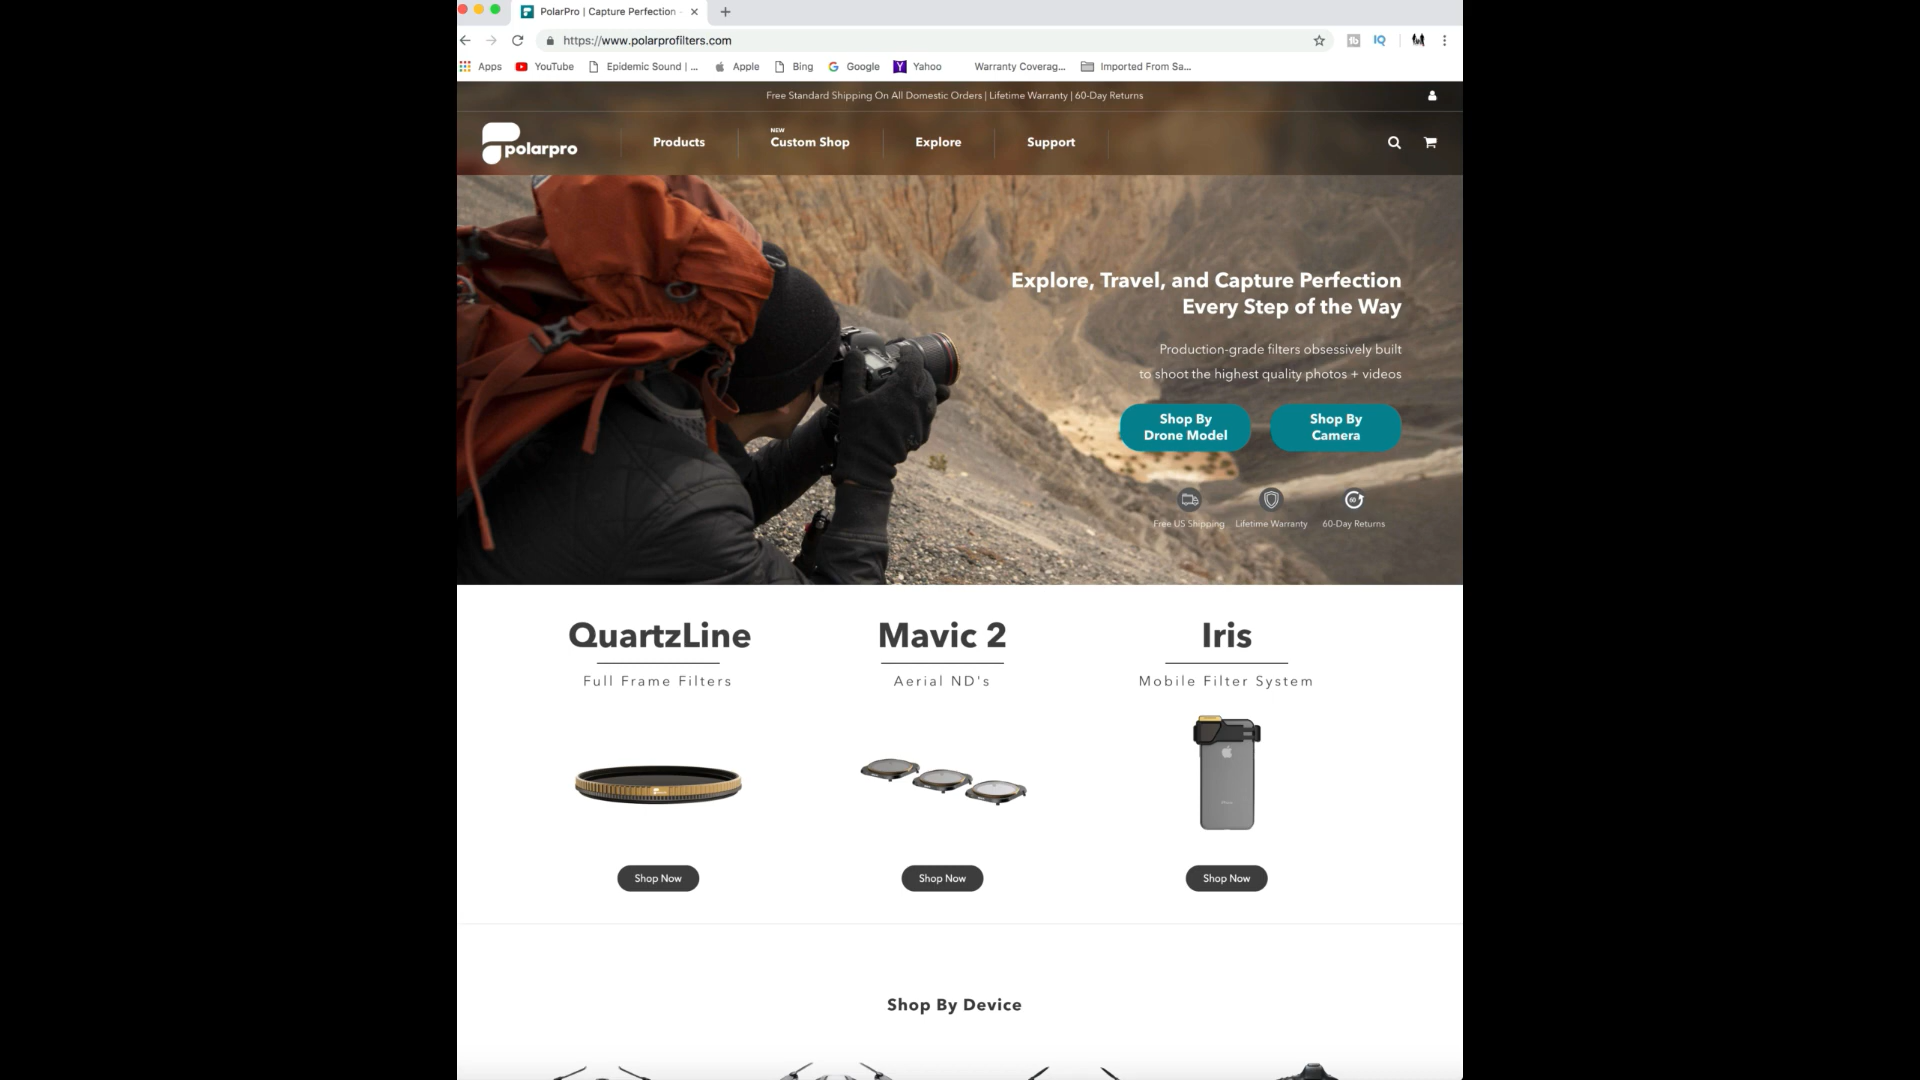 PolarPro | Capture Perfection
https://www.polarprofilters.com
Apps
YouTube
Epidemic Sound | ...
Apple
Bing
Google
Yahoo
Warranty Coverag...
Imported From Sa...
Free Standard Shipping On All Domestic Orders | Lifetime Warranty | 60-Day Returns
polarpro
Products
NEW
Custom Shop
Explore
Support
Explore, Travel, and Capture Perfection
Every Step of the Way
Production-grade filters obsessively built
to shoot the highest quality photos + videos
Shop By
Drone Model
Shop By
Camera
Free US Shipping
Lifetime Warranty
60-Day Returns
QuartzLine
Full Frame Filters
Mavic 2
Aerial ND's
Iris
Mobile Filter System
Shop Now
Shop Now
Shop Now
Shop By Device